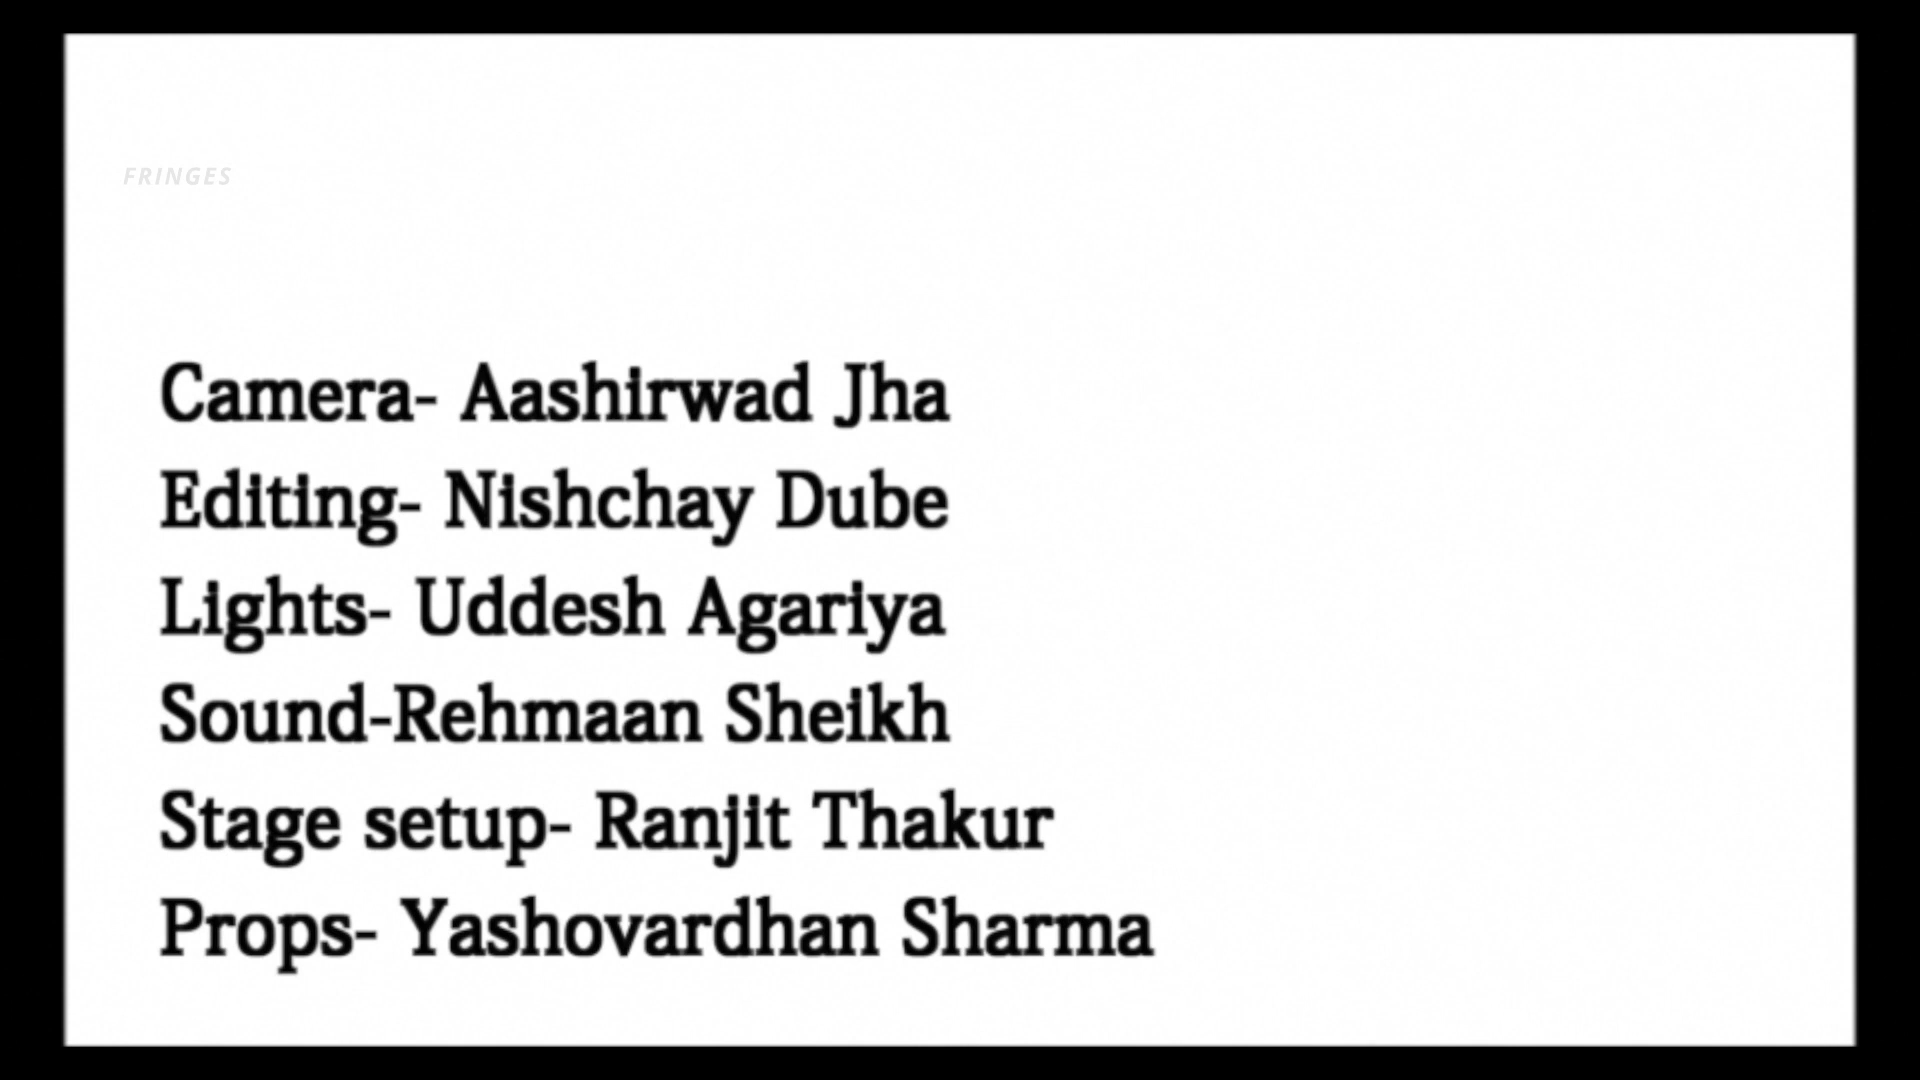 FRINGES
Camera- Aashirwad Jha
Editing- Nishchay Dube
Lights- Uddesh Agariya
Sound-Rehmaan Sheikh
Stage setup- Ranjit Thakur
Props- Yashovardhan Sharma